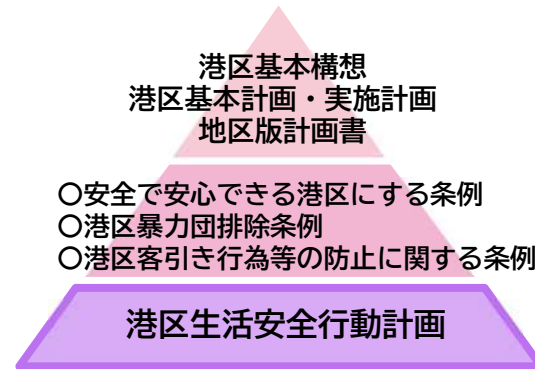 港区基本構想
港区基本計画・実施計画
地区版計画書
〇安全で安心できる港区にする条例
〇港区暴力団排除条例
〇港区客引き行為等の防止に関する条例
港区生活安全行動計画